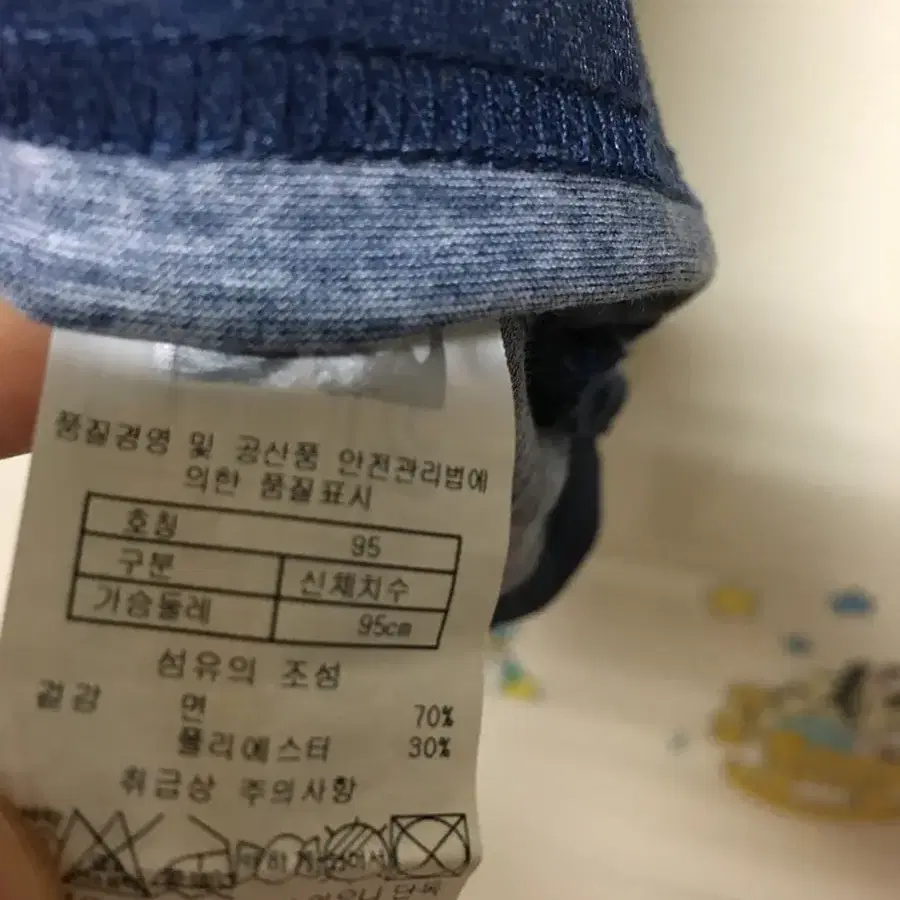 품질경영 및 공산품 안전관리법에
의한 품질표시
호칭 95
구분 신체치수
가슴둘레 95cm
섬유의 조성
겉감 면 70%
폴리에스터 30%
취급상 주의사항